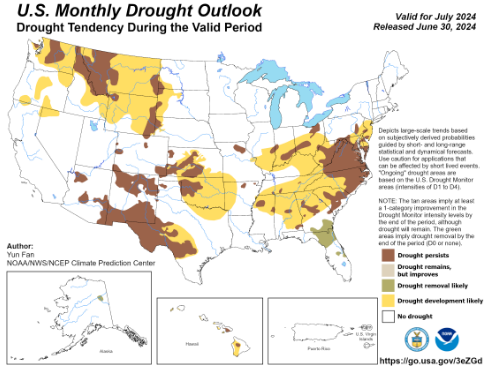 U.S. Monthly Drought Outlook
Drought Tendency During the Valid Period
Valid for July 2024
Released June 30, 2024
Depicts large-scale trends based
on subjectively derived probabilities
guided by short- and long-range
statistical and dynamical forecasts.
Use caution for applications that
can be affected by short lived events.
"Ongoing" drought areas are
based on the U.S. Drought Monitor
areas (intensities of D1 to D4).
NOTE: The tan areas imply at least
a 1-category improvement in the
Drought Monitor intensity levels by
the end of the period, although
drought will remain. The green
areas imply drought removal by the
end of the period (D0 or none).
Author:
Yun Fan
NOAA/NWS/NCEP Climate Prediction Center
Drought persists
Drought remains,
but improves
Drought removal likely
Drought development likely
No drought
Alaska
Hawaii
Puerto Rico
U.S. Virgin
Islands
NOAA
https://go.usa.gov/3eZGd